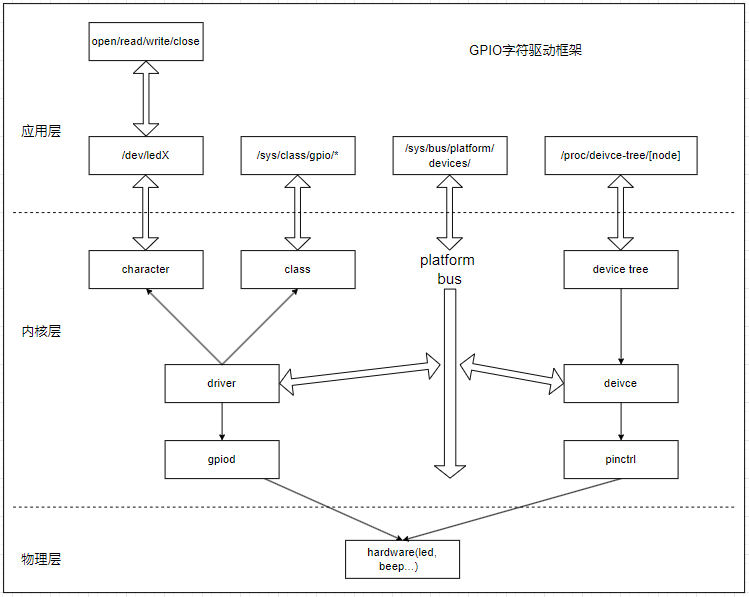 open/read/write/close
GPIO字符驱动框架
应用层
/dev/ledX
/sys/class/gpio/*
/sys/bus/platform/
devices/
/proc/deivce-tree/[node]
character
class
platform
bus
device tree
内核层
driver
deivce
gpiod
pinctrl
物理层
hardware(led,
beep...)